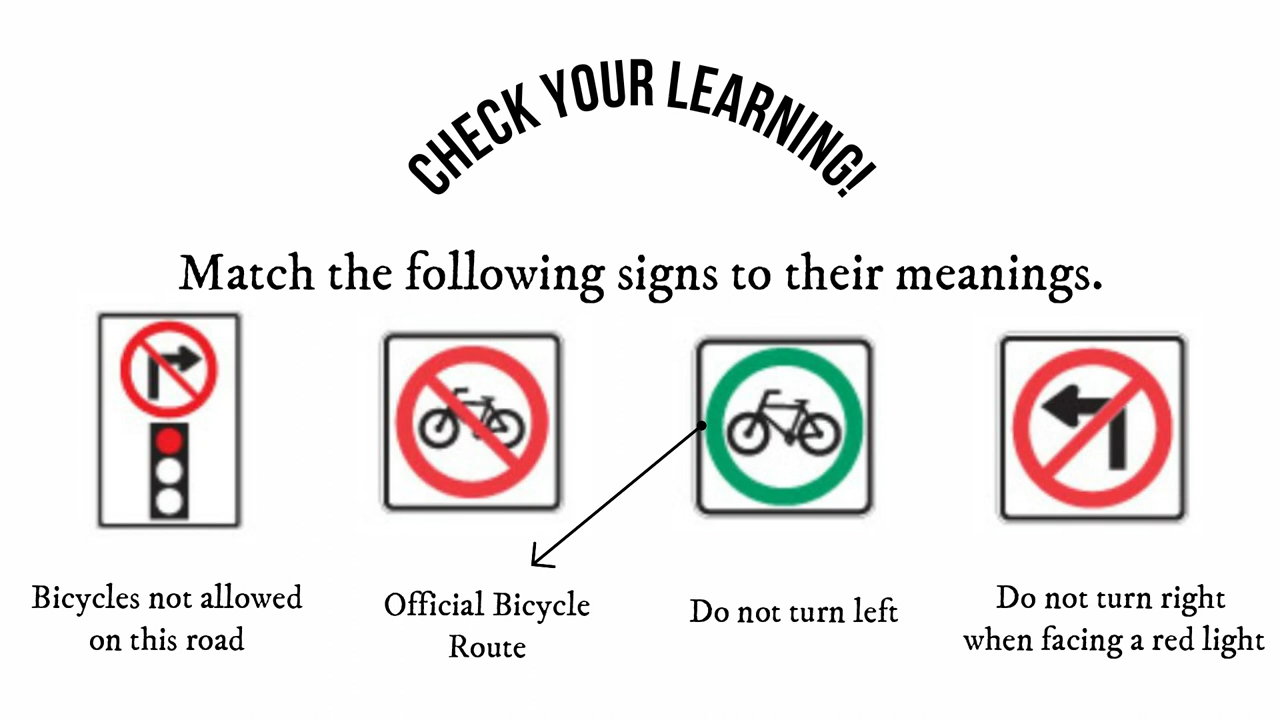 CHECK YOUR LEARNING!
Match the following signs to their meanings.
Bicycles not allowed
on this road
Official Bicycle
Route
Do not turn left
Do not turn right
when facing a red light